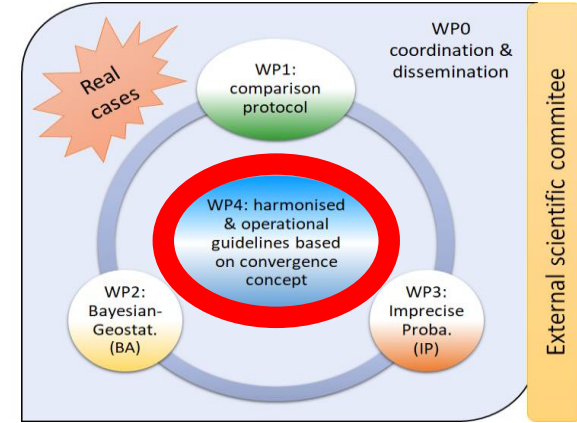 Real
cases
WP0
coordination &
dissemination
WP1:
comparison
protocol
WP4: harmonised
& operational
guidelines based
on convergence
concept
WP2:
Bayesian-
Geostat.
(BA)
WP3:
Imprecise
Proba.
(IP)
External scientific commitee